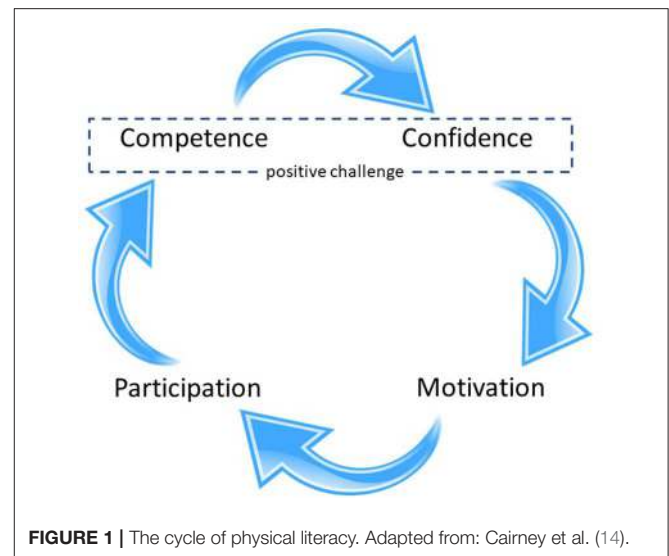 Competence Confidence
positive challenge
Participation Motivation
FIGURE 1 | The cycle of physical literacy. Adapted from: Cairney et al. (14).